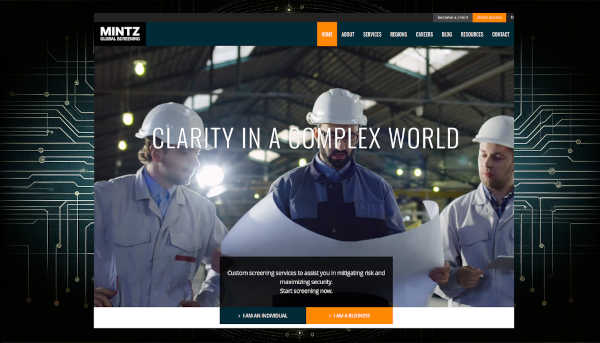 BECOME A CLIENT
MINTZ
GLOBAL SCREENING
HOME ABOUT SERVICES REGIONS CAREERS BLOG RESOURCES CONTACT
CLARITY IN A COMPLEX WORLD
Custom screening services to assist you in mitigating risk and
maximizing security.
Start screening now.
I AM AN INDIVIDUAL I AM A BUSINESS